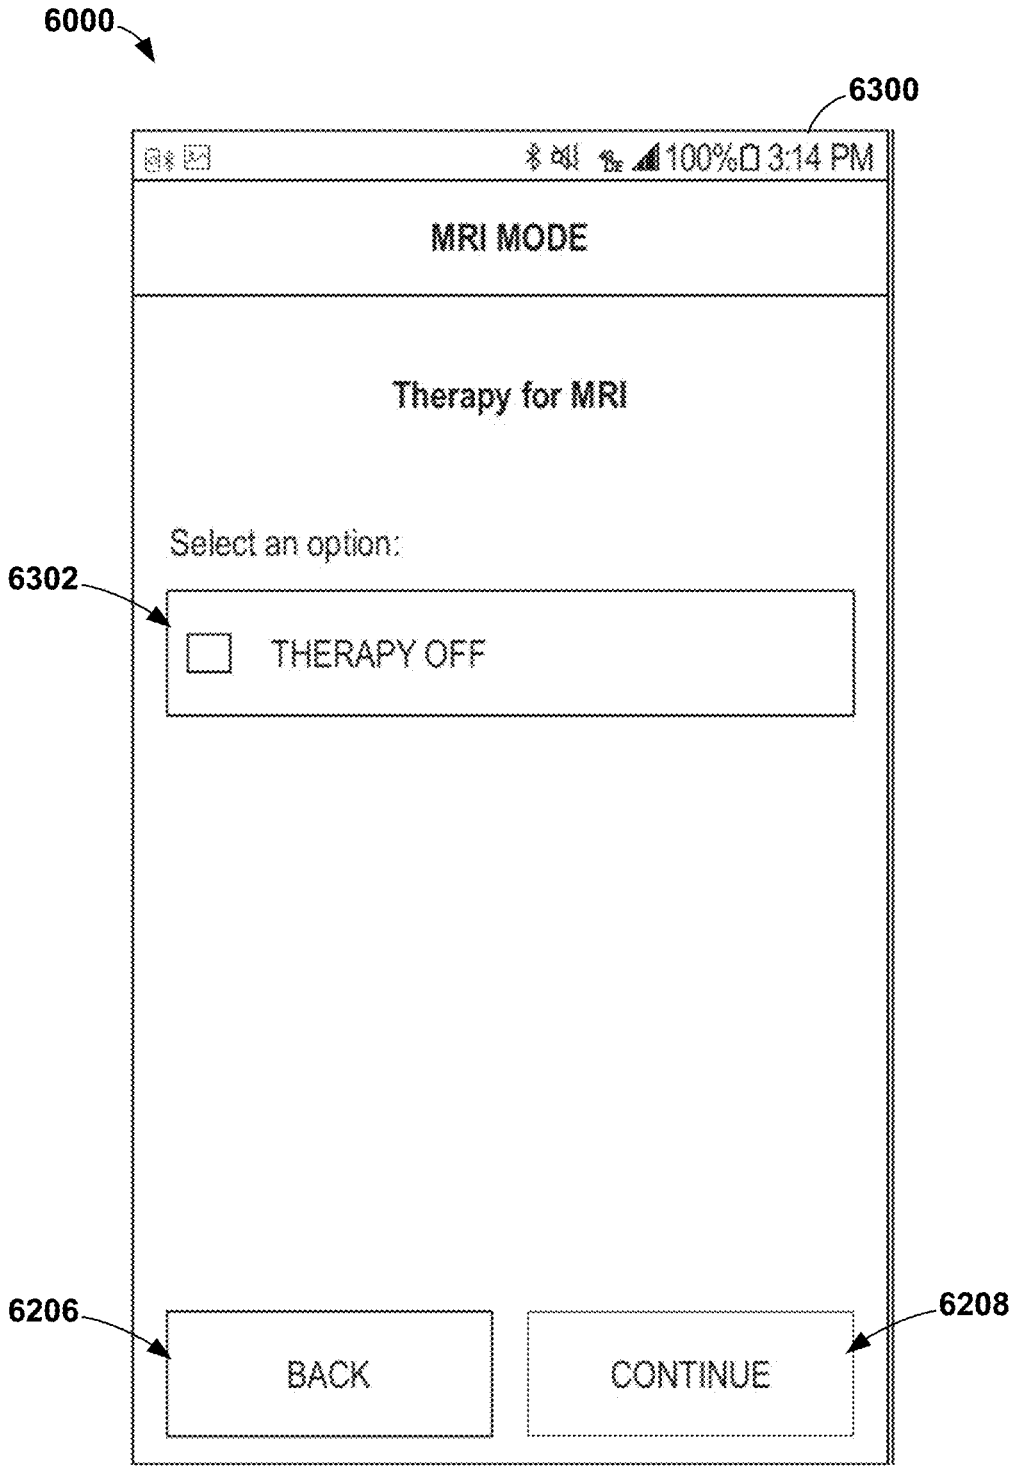 6000
6300
100% 3:14 PM
MRI MODE
Therapy for MRI
Select an option:
6302
THERAPY OFF
6206
6208
BACK
CONTINUE